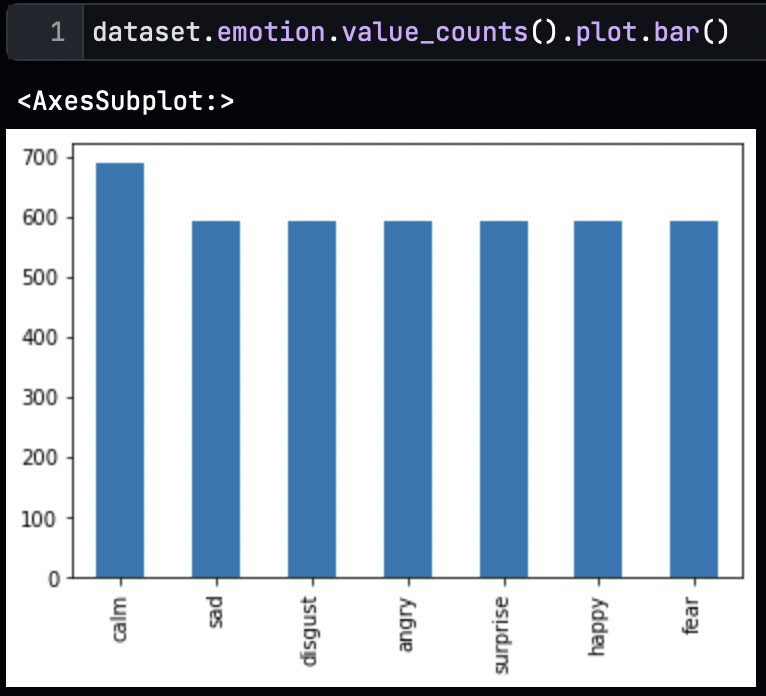 1 dataset.emotion.value_counts().plot.bar()
<AxesSubplot:>
700
600
500
400
300
200
100
0
calm sad disgust angry surprise happy fear